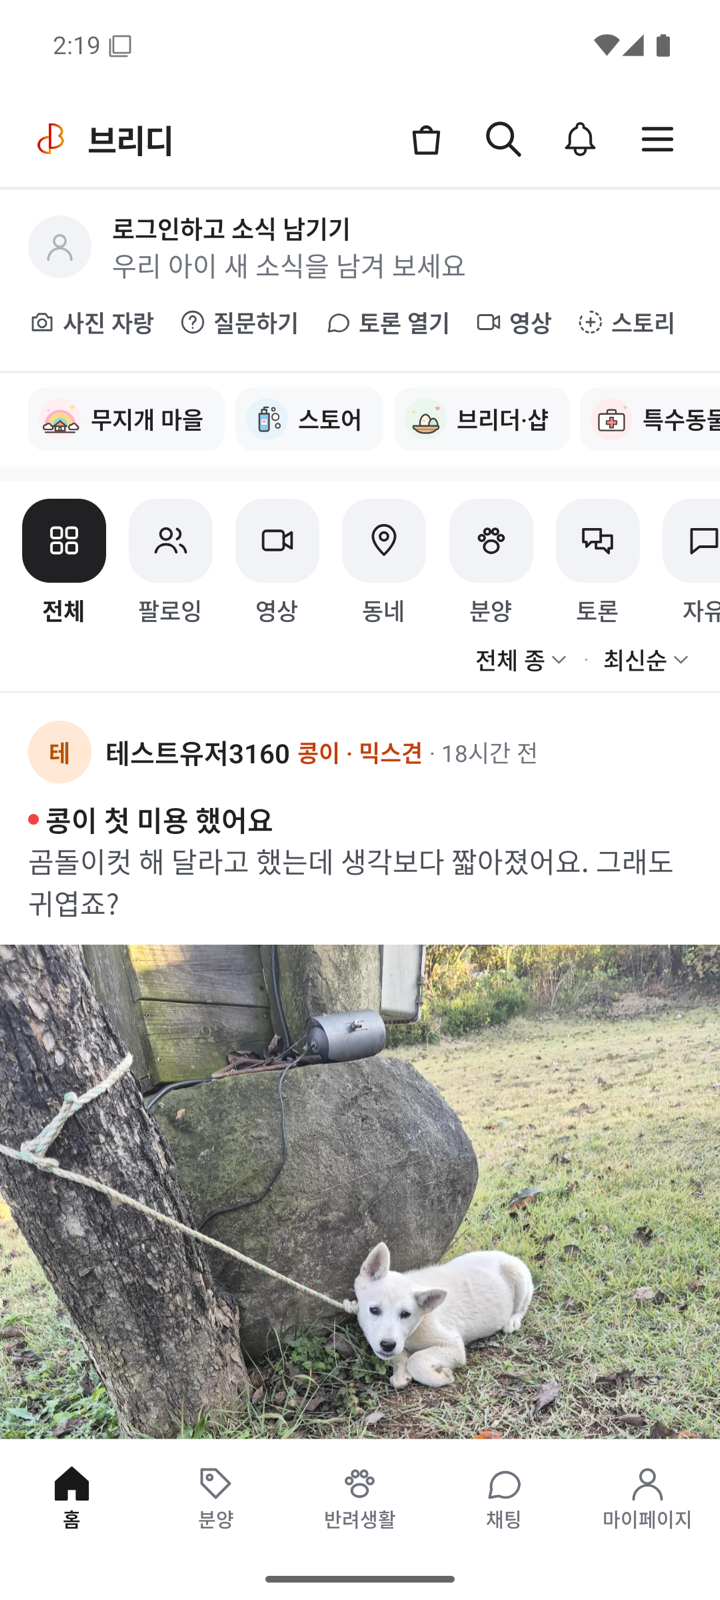 2:19
브리디
로그인하고 소식 남기기
우리 아이 새 소식을 남겨 보세요
사진 자랑 질문하기 토론 열기 영상 스토리
무지개 마을 스토어 브리더·샵 특수동물
전체 팔로잉 영상 동네 분양 토론 자유
전체 종 · 최신순
테 테스트유저3160 콩이 · 믹스견 · 18시간 전
콩이 첫 미용 했어요
곰돌이컷 해 달라고 했는데 생각보다 짧아졌어요. 그래도
귀엽죠?
홈 분양 반려생활 채팅 마이페이지